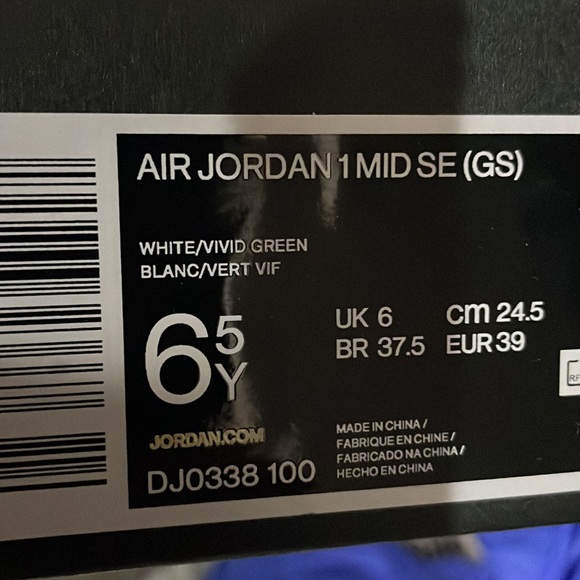 AIR JORDAN 1 MID SE (GS)
WHITE/VIVID GREEN
BLANC/VERT VIF
6 5 Y
UK 6 cm 24.5
BR 37.5 EUR 39
JORDAN.COM
DJ0338 100
MADE IN CHINA /
FABRIQUE EN CHINE /
FABRICADO NA CHINA /
HECHO EN CHINA